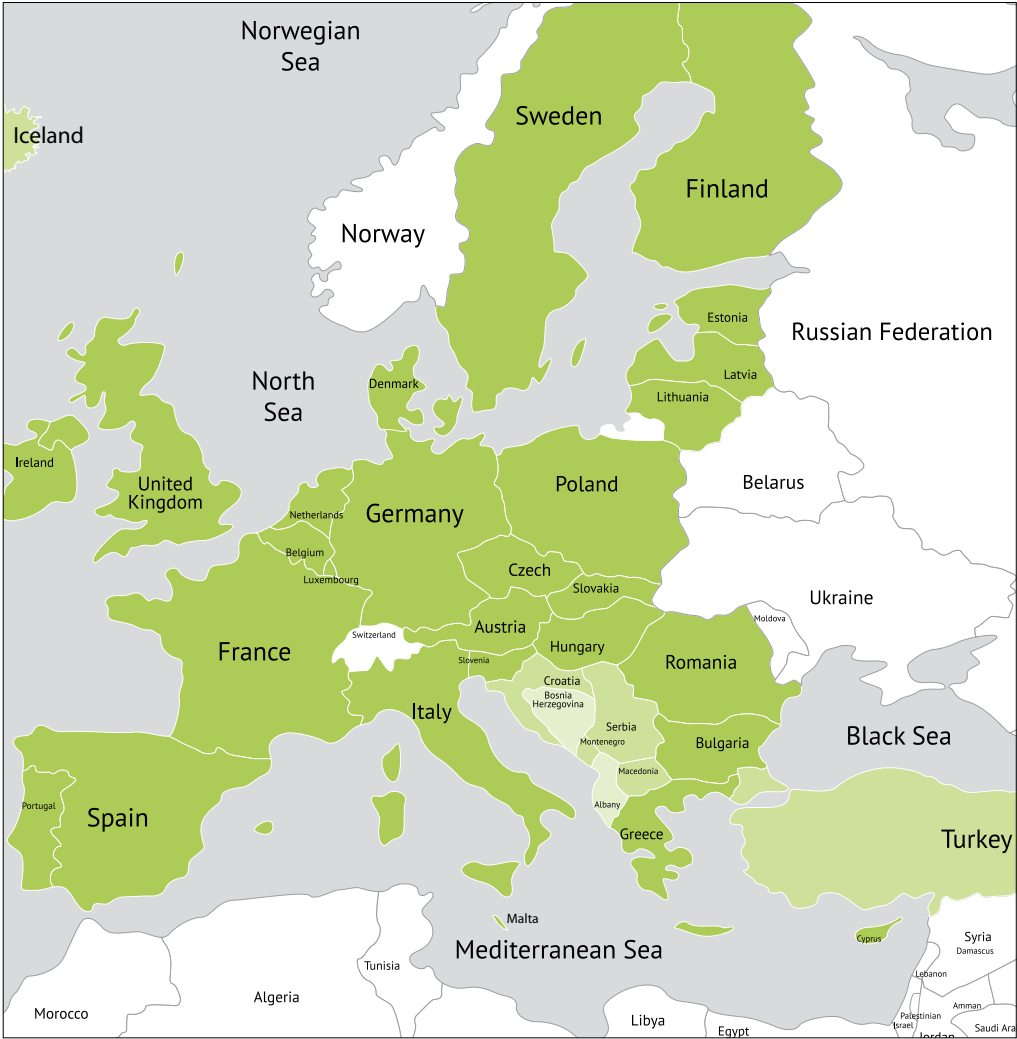 Norwegian
Sea
Iceland
Sweden
Finland
Norway
Estonia
Russian Federation
Latvia
North
Sea
Denmark
Lithuania
Ireland
United
Kingdom
Belarus
Poland
Netherlands
Germany
Belgium
Luxembourg
Czech
Slovakia
Ukraine
Moldova
Switzerland
Austria
France
Hungary
Slovenia
Romania
Croatia
Bosnia
Herzegovina
Italy
Serbia
Montenegro
Bulgaria
Black Sea
Macedonia
Albany
Portugal
Spain
Greece
Turkey
Malta
Mediterranean Sea
Cyprus
Syria
Damascus
Tunisia
Lebanon
Algeria
Morocco
Libya
Egypt
Amman
Palestinian
Israel
Jordan
Saudi Ara